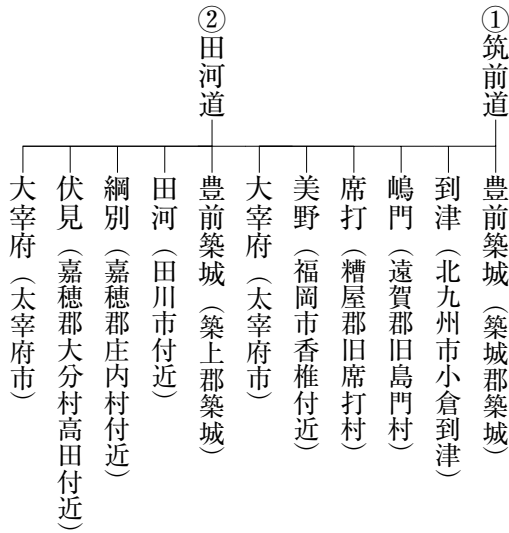 ①筑前道
豊前築城（築城郡築城）
到津（北九州市小倉到津）
嶋門（遠賀郡旧島門村）
席打（糟屋郡旧席打村）
美野（福岡市香椎付近）
大宰府（太宰府市）
②田河道
豊前築城（築上郡築城）
田河（田川市付近）
綱別（嘉穂郡庄内村付近）
伏見（嘉穂郡大分村高田付近）
大宰府（太宰府市）